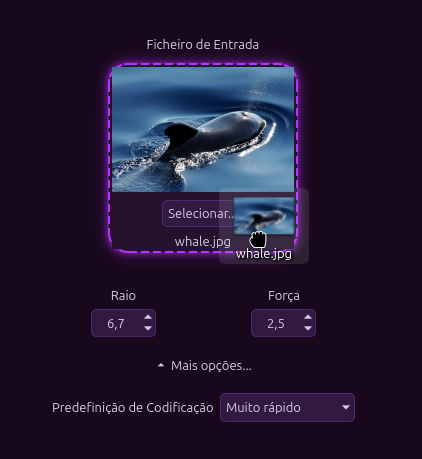 Ficheiro de Entrada
Selecionar...
whale.jpg
whale.jpg
Raio
Força
6,7
2,5
Mais opções...
Predefinição de Codificação
Muito rápido